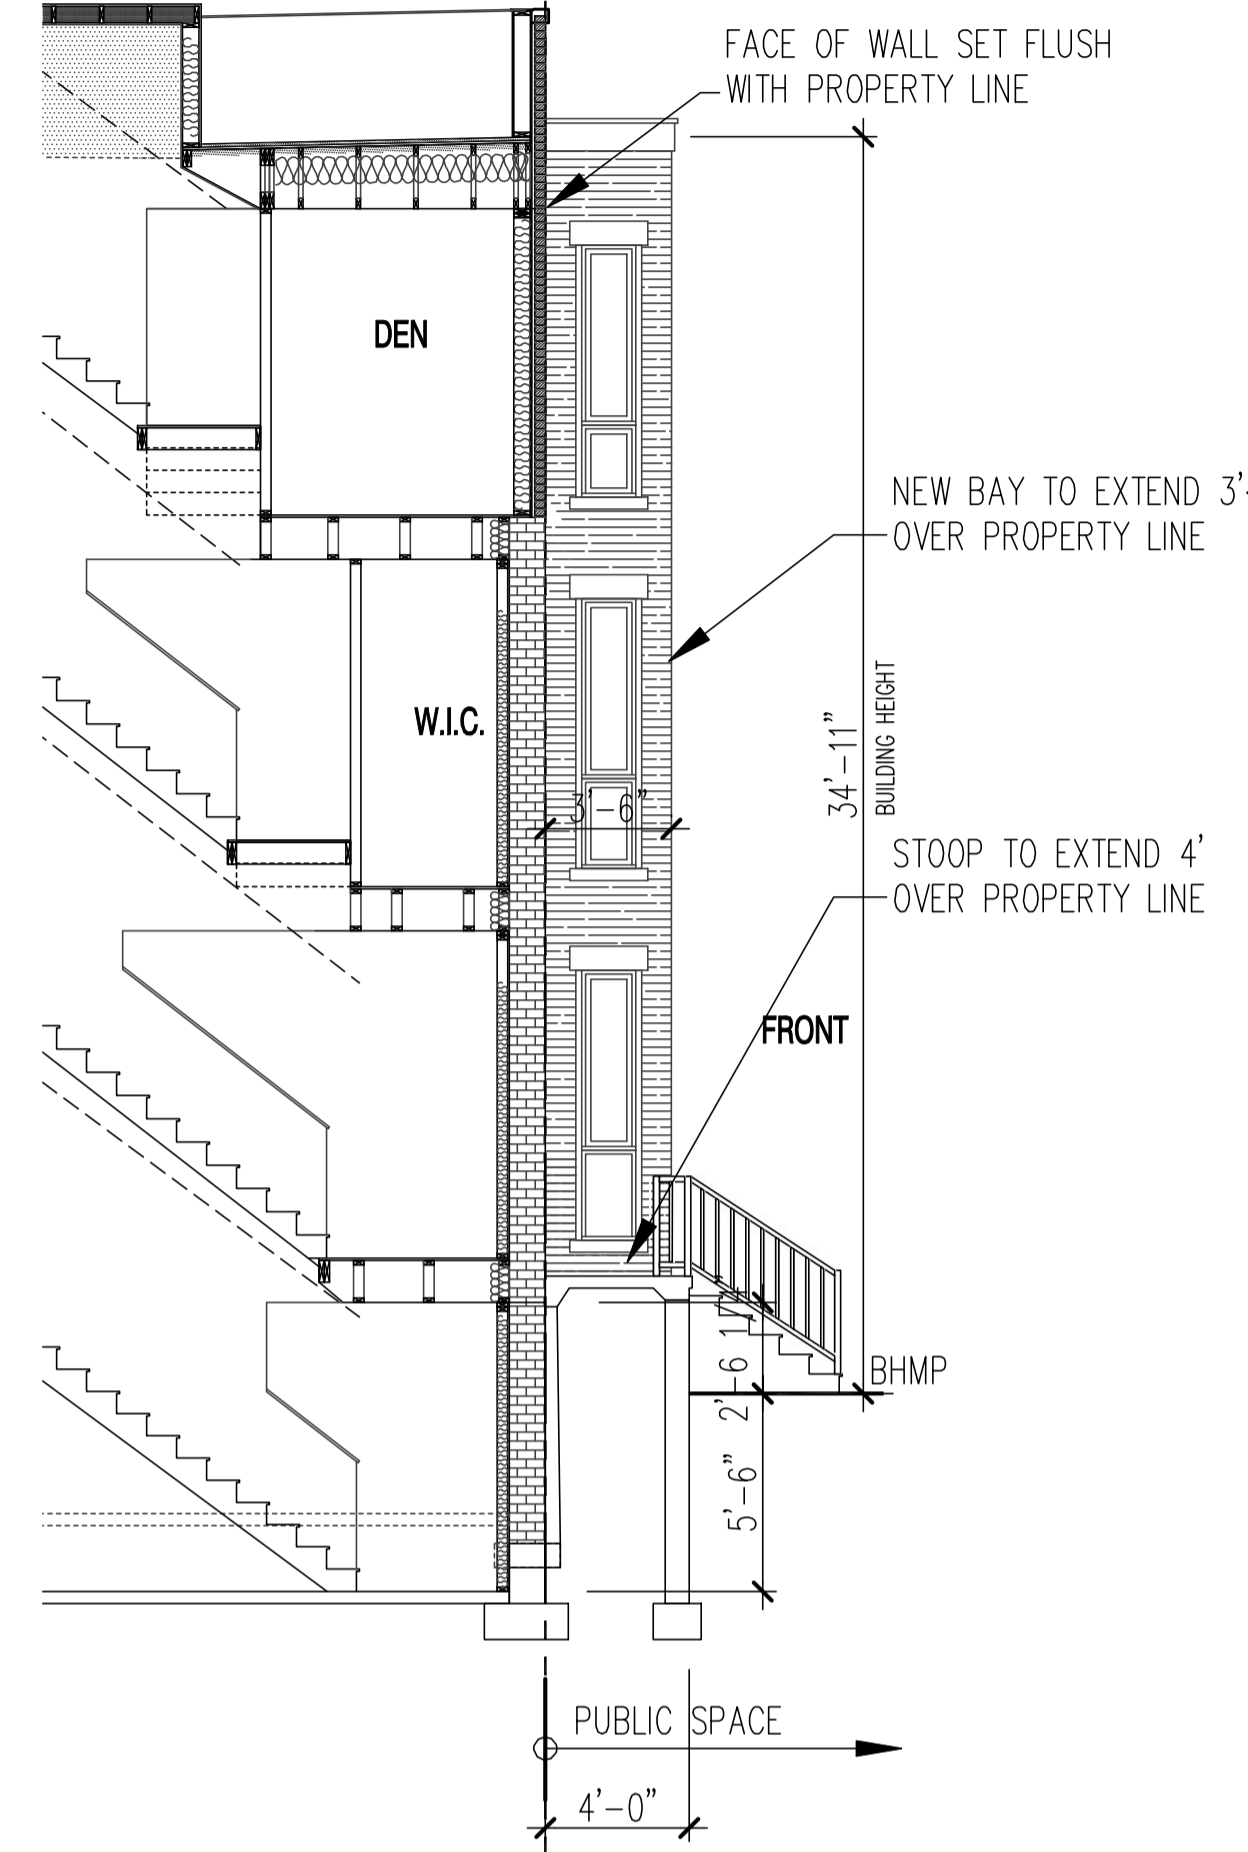 FACE OF WALL SET FLUSH
WITH PROPERTY LINE
DEN
NEW BAY TO EXTEND 3'-
OVER PROPERTY LINE
W.I.C.
34'-11"
BUILDING HEIGHT
3'-6"
STOOP TO EXTEND 4'
OVER PROPERTY LINE
FRONT
BHMP
2'-6
5'-6"
PUBLIC SPACE
4'-0"